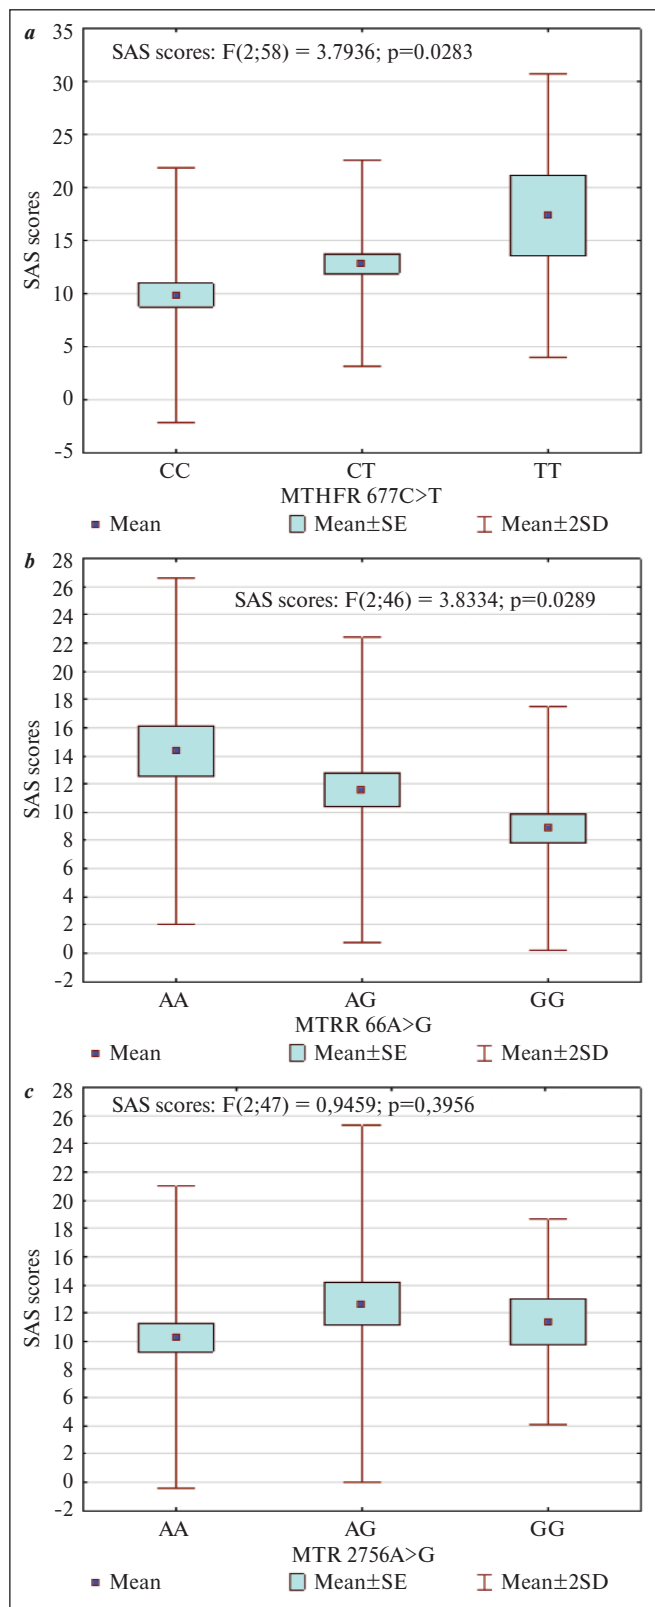 a
SAS scores: F(2;58) = 3.7936; p=0.0283
35
30
25
20
15
10
5
0
-5
SAS scores
CC CT TT
MTHFR 677C>T
Mean Mean±SE Mean±2SD
b
SAS scores: F(2;46) = 3.8334; p=0.0289
28
26
24
22
20
18
16
14
12
10
8
6
4
2
0
-2
SAS scores
AA AG GG
MTRR 66A>G
Mean Mean±SE Mean±2SD
c
SAS scores: F(2;47) = 0,9459; p=0,3956
28
26
24
22
20
18
16
14
12
10
8
6
4
2
0
-2
SAS scores
AA AG GG
MTR 2756A>G
Mean Mean±SE Mean±2SD